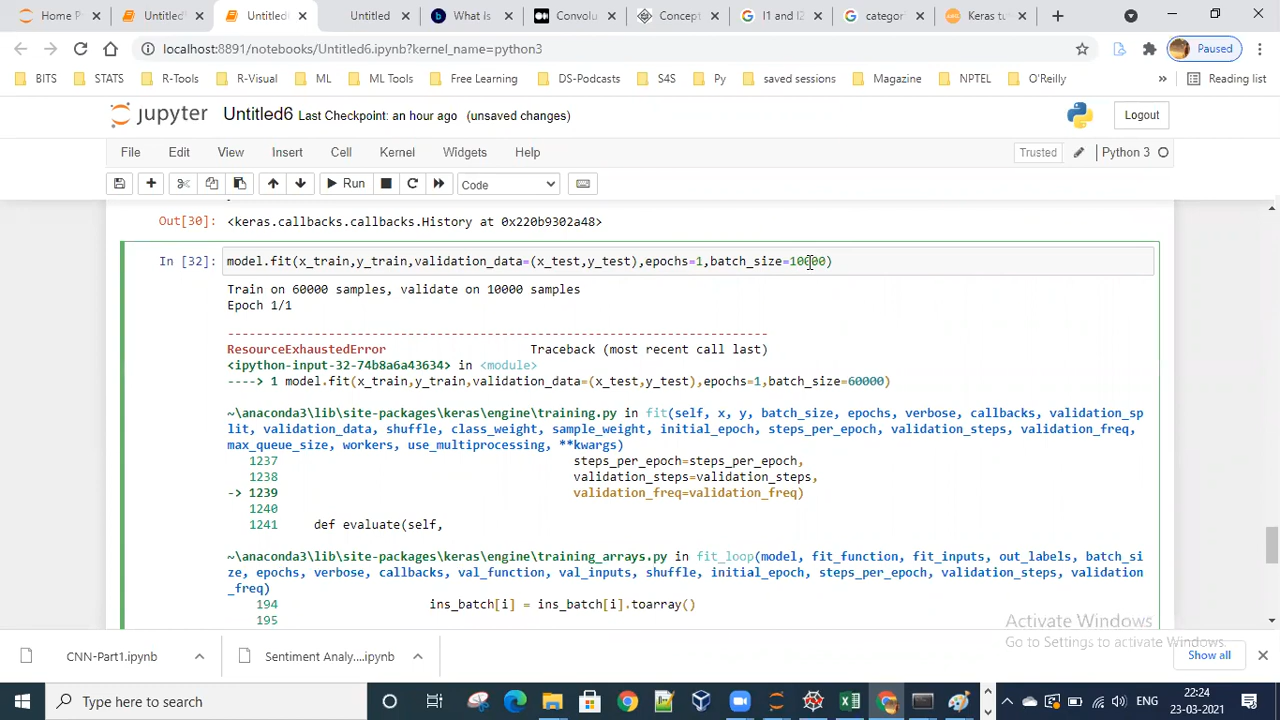 Home P
Untitled
Untitled
Untitled
What is
Convolu
Concept
l1 and l2
categor
Keras tu
localhost:8891/notebooks/Untitled6.ipynb?kernel_name=python3
Paused
BITS
STATS
R-Tools
R-Visual
ML
ML Tools
Free Learning
DS-Podcasts
S4S
Py
saved sessions
Magazine
NPTEL
O'Reilly
»
Reading list
jupyter Untitled6 Last Checkpoint: an hour ago (unsaved changes)
Logout
File Edit View Insert Cell Kernel Widgets Help
Trusted
Python 3
Run
Code
Out[30]: <keras.callbacks.callbacks.History at 0x220b9302a48>
In [32]: model.fit(x_train,y_train,validation_data=(x_test,y_test),epochs=1,batch_size=10000)
Train on 60000 samples, validate on 10000 samples
Epoch 1/1
---------------------------------------------------------------------------
ResourceExhaustedError Traceback (most recent call last)
<ipython-input-32-74b8a6a43634> in <module>
----> 1 model.fit(x_train,y_train,validation_data=(x_test,y_test),epochs=1,batch_size=60000)
~\anaconda3\lib\site-packages\keras\engine\training.py in fit(self, x, y, batch_size, epochs, verbose, callbacks, validation_sp
lit, validation_data, shuffle, class_weight, sample_weight, initial_epoch, steps_per_epoch, validation_steps, validation_freq,
max_queue_size, workers, use_multiprocessing, **kwargs)
1237 steps_per_epoch=steps_per_epoch,
1238 validation_steps=validation_steps,
-> 1239 validation_freq=validation_freq)
1240
1241 def evaluate(self,
~\anaconda3\lib\site-packages\keras\engine\training_arrays.py in fit_loop(model, fit_function, fit_inputs, out_labels, batch_si
ze, epochs, verbose, callbacks, val_function, val_inputs, shuffle, initial_epoch, steps_per_epoch, validation_steps, validation
_freq)
194 ins_batch[i] = ins_batch[i].toarray()
195
Activate Windows
Go to Settings to activate Windows.
CNN-Part1.ipynb
Sentiment Analy....ipynb
Show all
Type here to search
ENG
22:24
23-03-2021